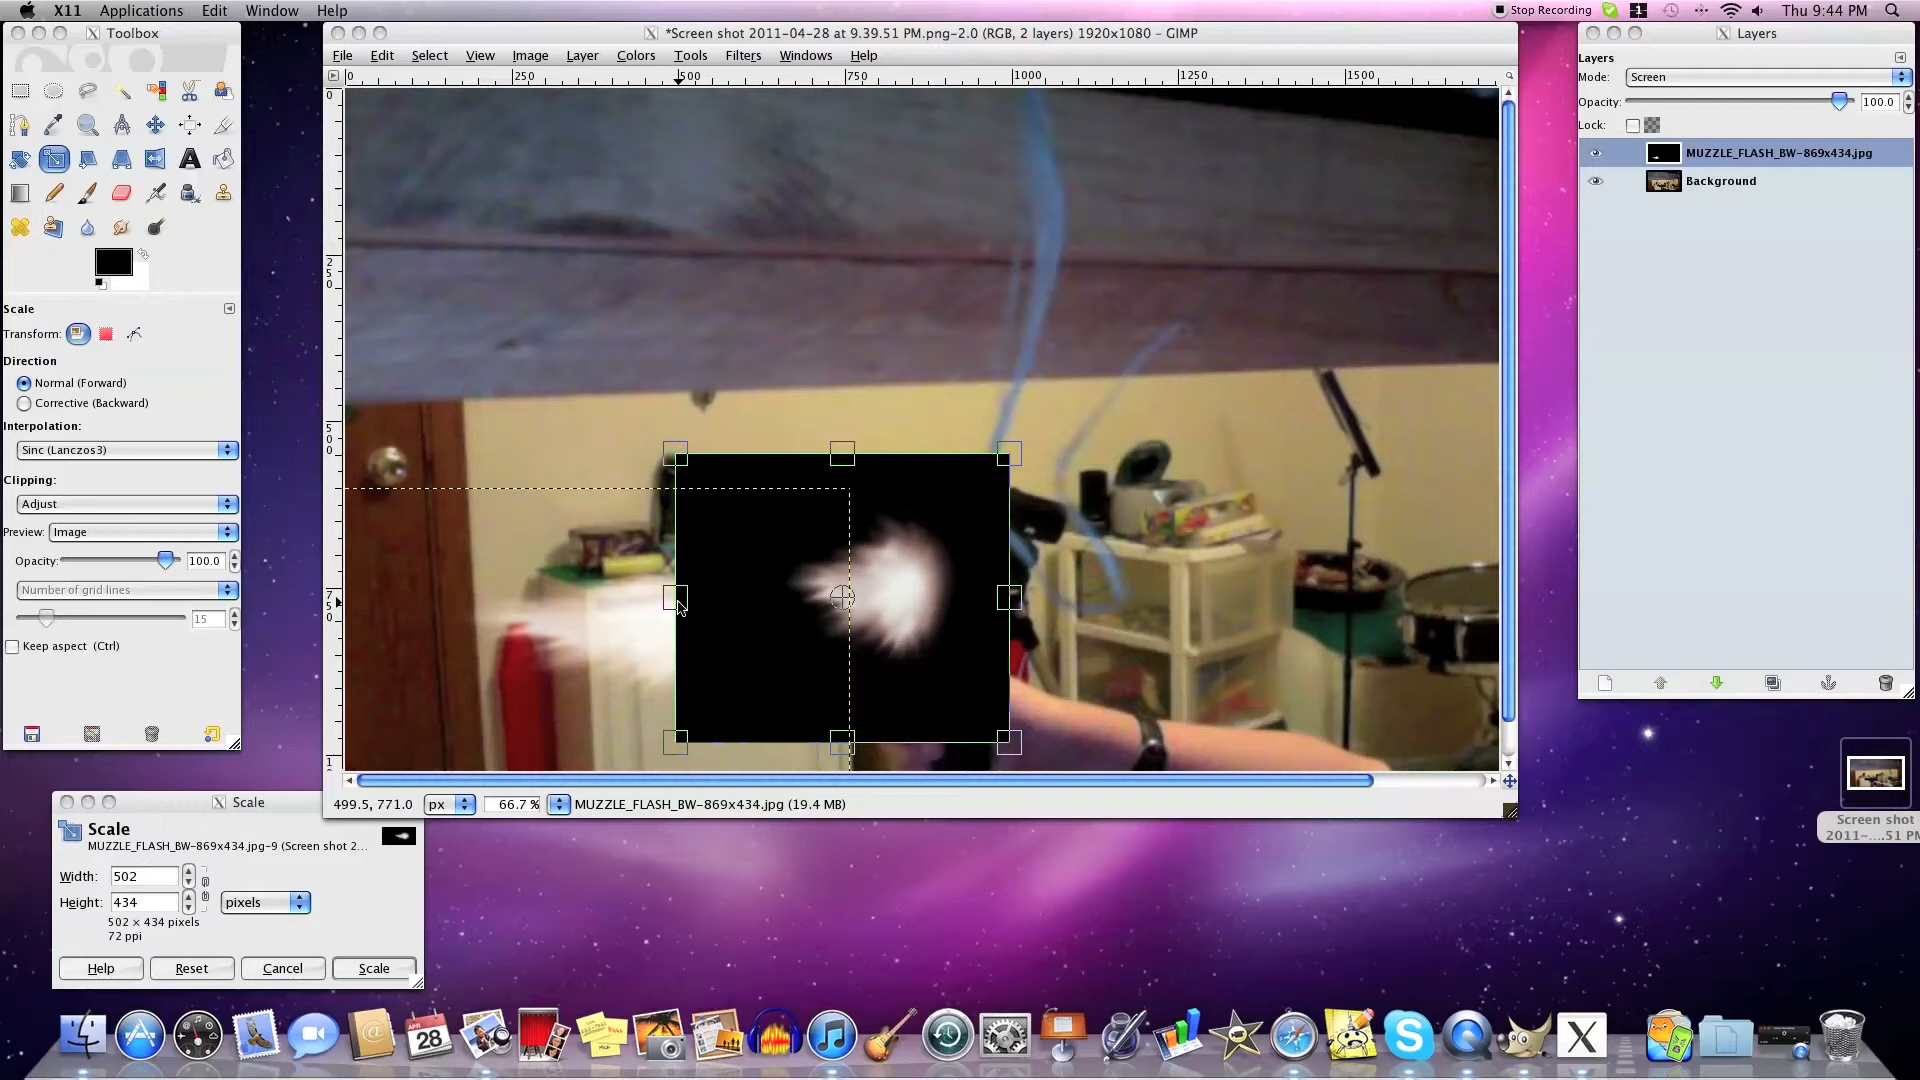 X11 Applications Edit Window Help
Stop Recording 1 Thu 9:44 PM
Toolbox
*Screen shot 2011-04-28 at 9.39.51 PM.png-2.0 (RGB, 2 layers) 1920x1080 – GIMP
Layers
File Edit Select View Image Layer Colors Tools Filters Windows Help
Layers
Mode: Screen
Opacity: 100.0
Lock:
0 250 500 750 1000 1250 1500
0
250
500
750
MUZZLE_FLASH_BW-869x434.jpg
Background
Scale
Transform:
Direction
Normal (Forward)
Corrective (Backward)
Interpolation:
Sinc (Lanczos3)
Clipping:
Adjust
Preview: Image
Opacity: 100.0
Number of grid lines
15
Keep aspect (Ctrl)
499.5, 771.0 px 66.7 % MUZZLE_FLASH_BW-869x434.jpg (19.4 MB)
Scale
Scale
MUZZLE_FLASH_BW-869x434.jpg-9 (Screen shot 2...
Width: 502
Height: 434 pixels
502 × 434 pixels
72 ppi
Help Reset Cancel Scale
Screen shot
2011-....51 PM
APR
28